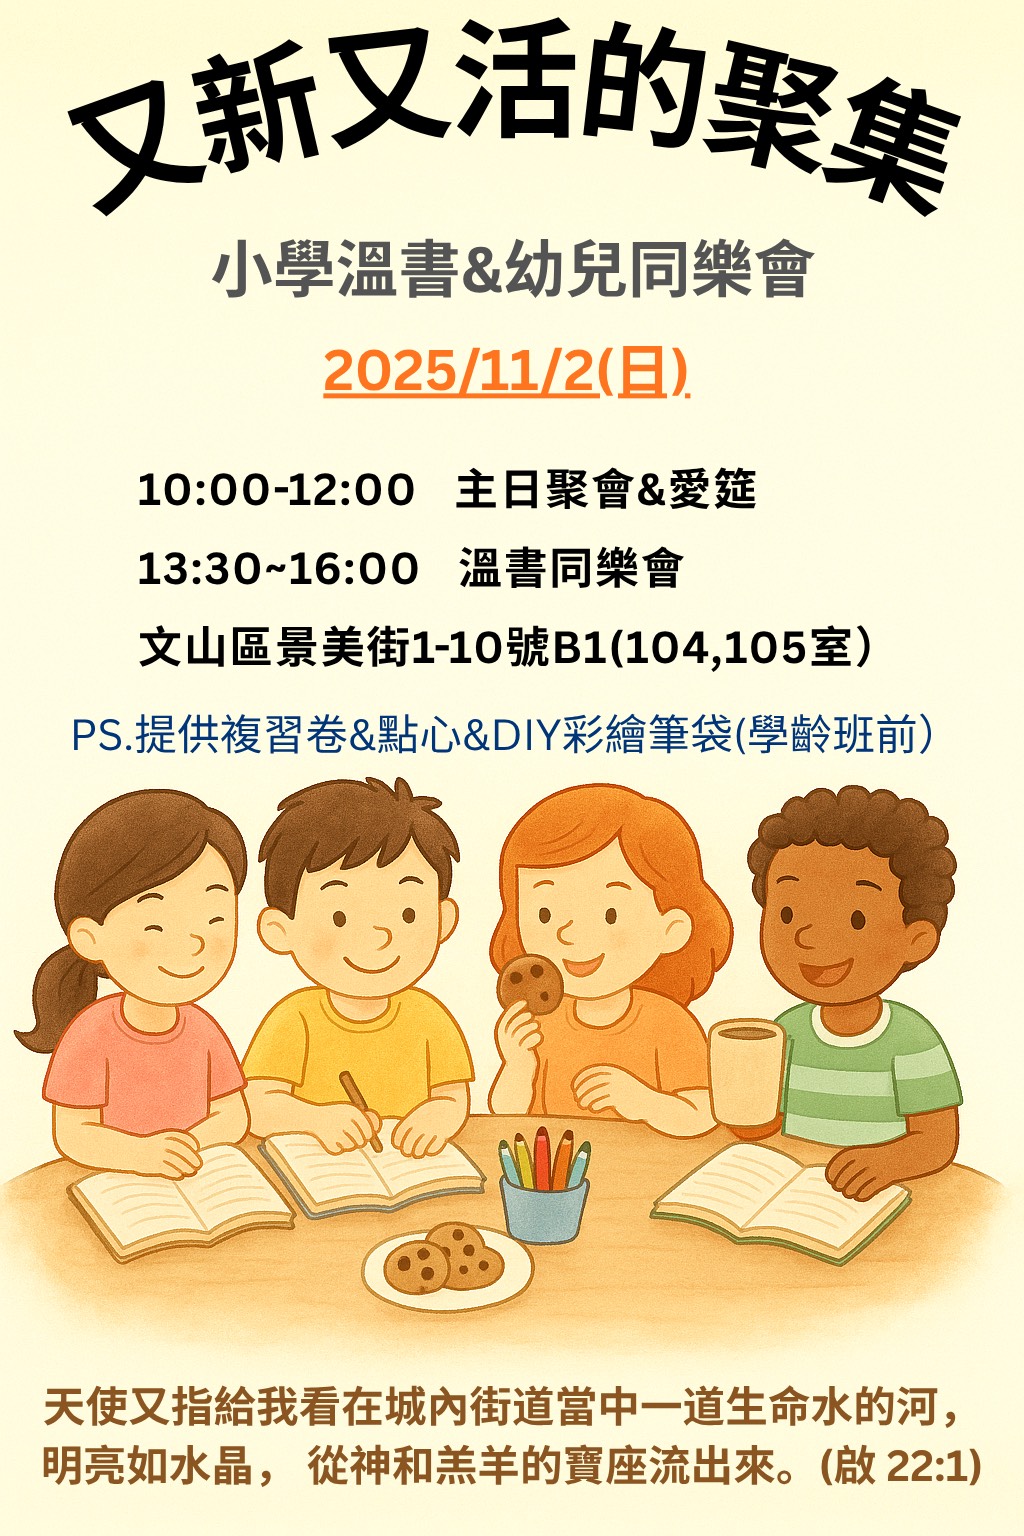 又新又活的聚集
小學溫書&幼兒同樂會
2025/11/2(日)
10:00-12:00 主日聚會&愛筵
13:30~16:00 溫書同樂會
文山區景美街1-10號B1(104,105室）
PS.提供複習卷&點心&DIY彩繪筆袋(學齡班前）
天使又指給我看在城內街道當中一道生命水的河，
明亮如水晶， 從神和羔羊的寶座流出來。(啟 22:1)